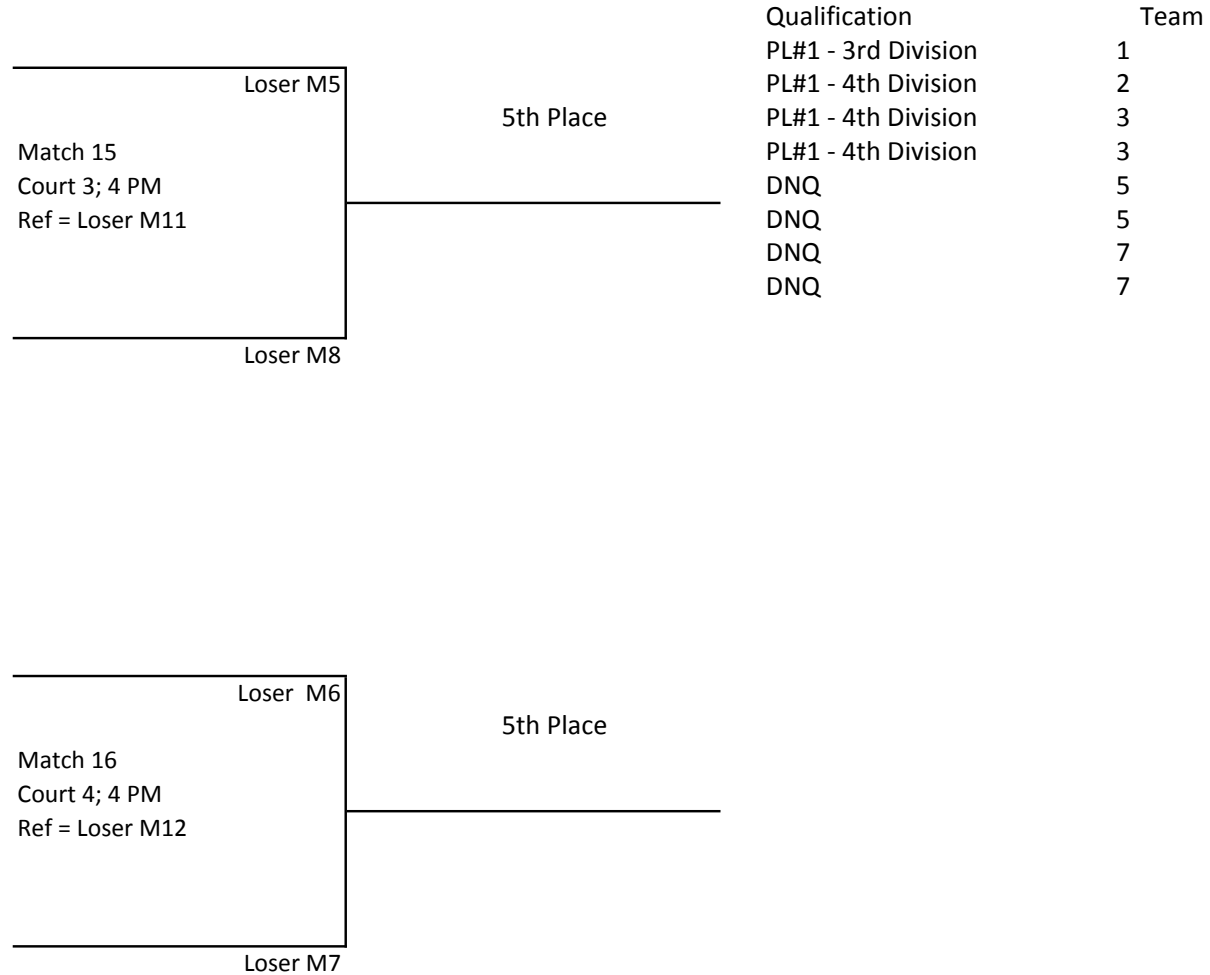 Qualification Team
PL#1 - 3rd Division 1
PL#1 - 4th Division 2
PL#1 - 4th Division 3
PL#1 - 4th Division 3
DNQ 5
DNQ 5
DNQ 7
DNQ 7
Loser M5
5th Place
Match 15
Court 3; 4 PM
Ref = Loser M11
Loser M8
Loser  M6
5th Place
Match 16
Court 4; 4 PM
Ref = Loser M12
Loser M7